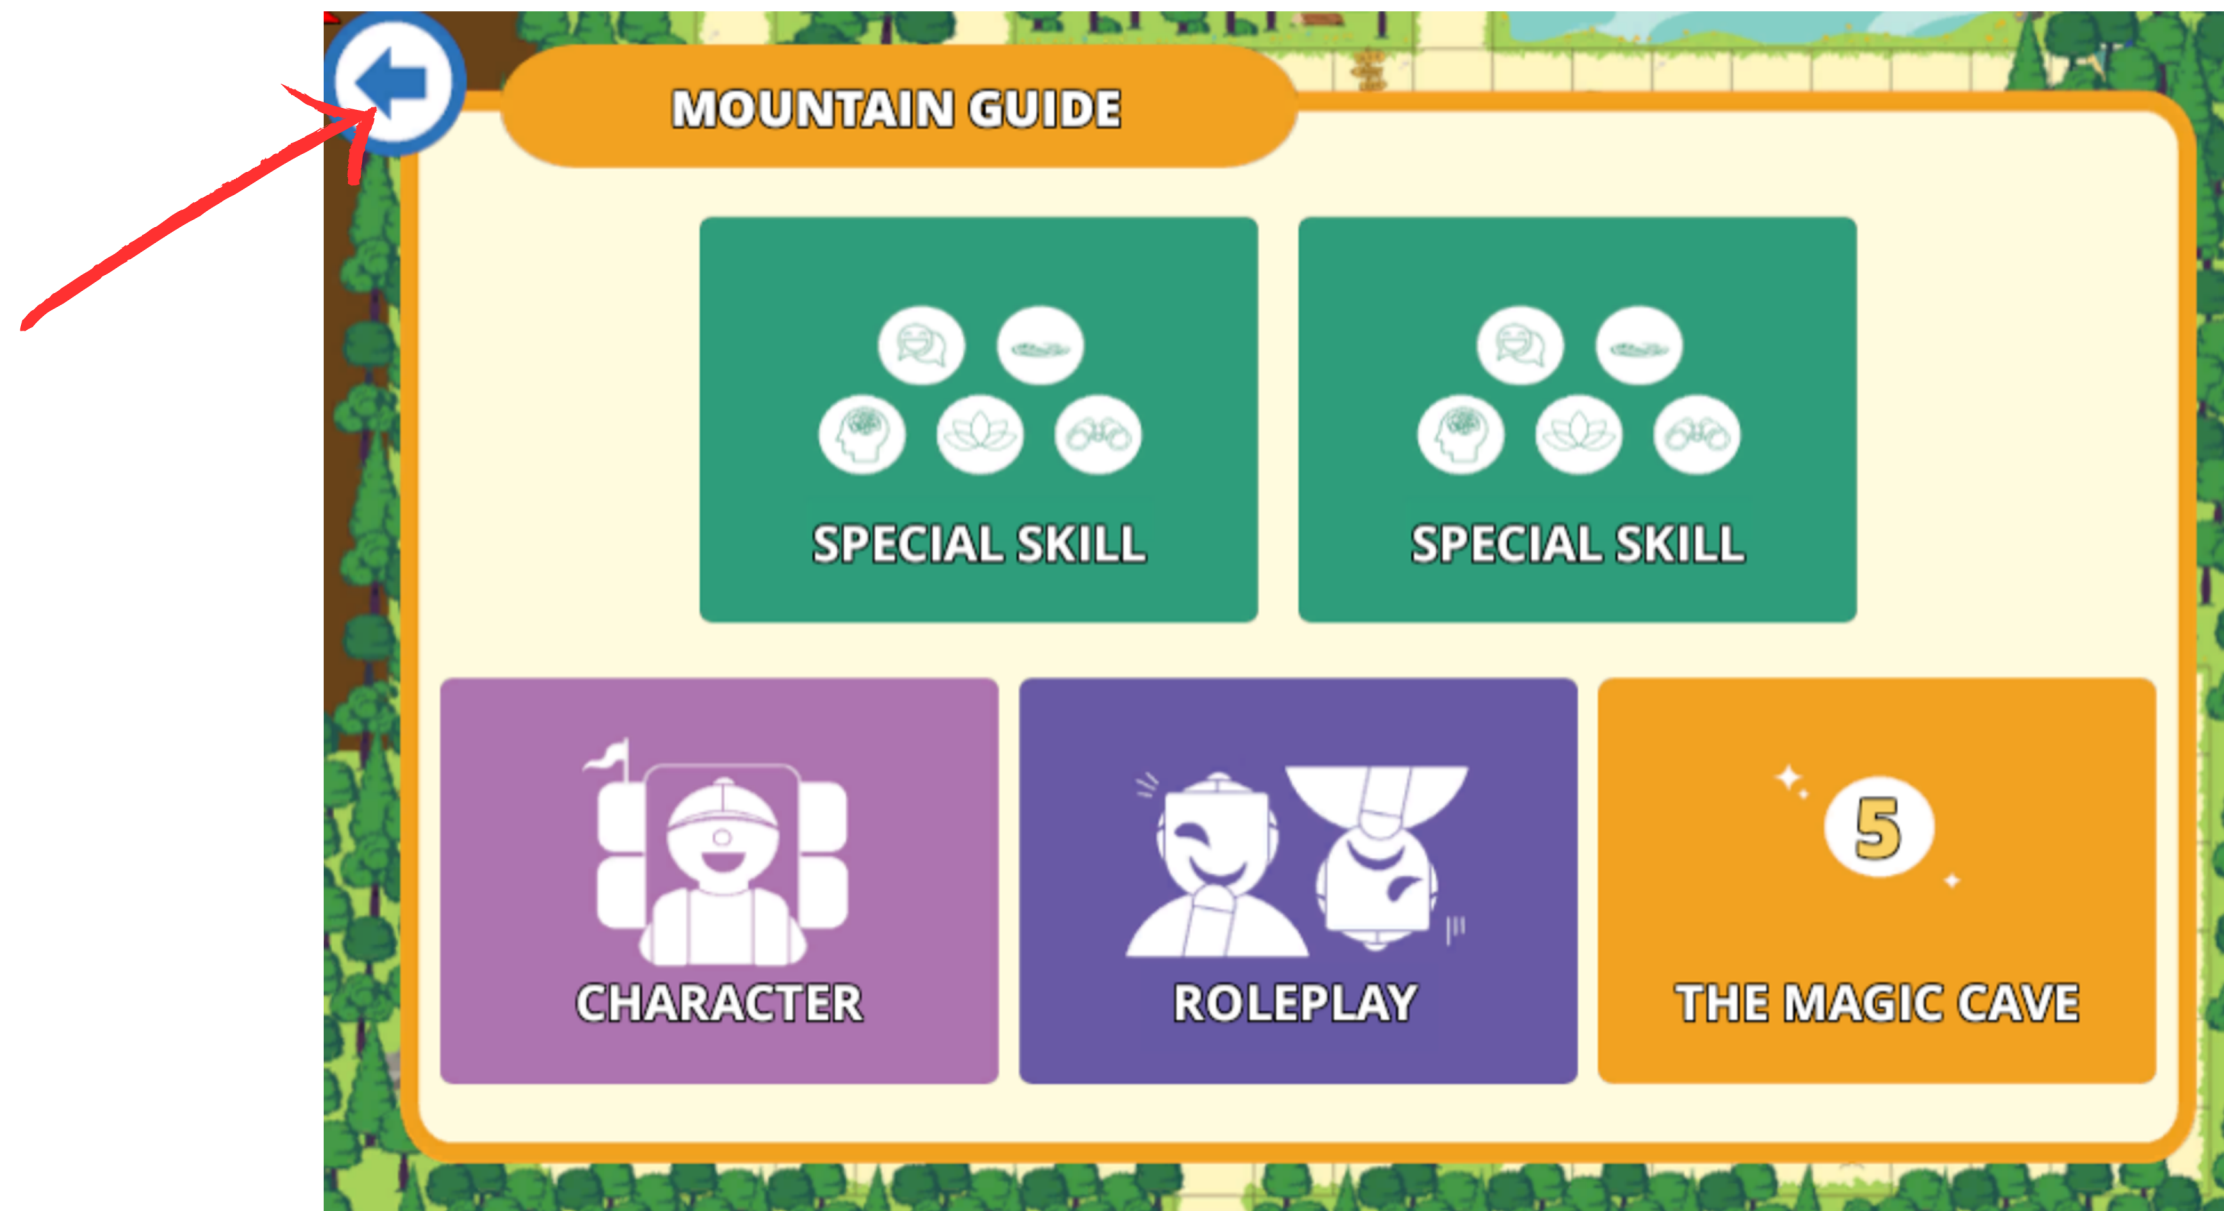 MOUNTAIN GUIDE
SPECIAL SKILL
SPECIAL SKILL
CHARACTER
ROLEPLAY
5
THE MAGIC CAVE